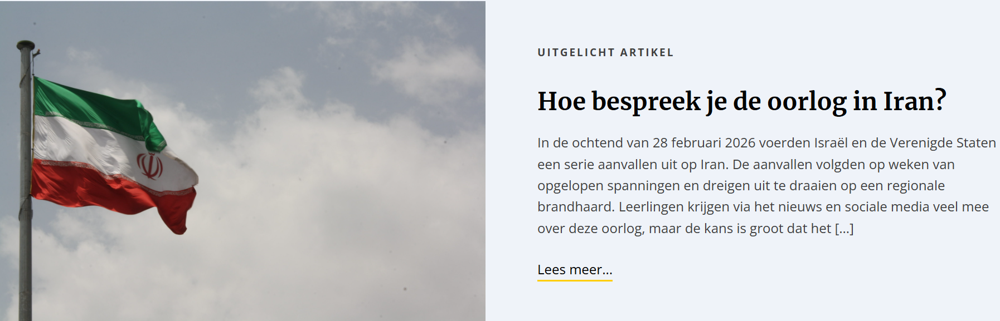 UITGELICHT ARTIKEL
Hoe bespreek je de oorlog in Iran?
In de ochtend van 28 februari 2026 voerden Israël en de Verenigde Staten
een serie aanvallen uit op Iran. De aanvallen volgden op weken van
opgelopen spanningen en dreigen uit te draaien op een regionale
brandhaard. Leerlingen krijgen via het nieuws en sociale media veel mee
over deze oorlog, maar de kans is groot dat het [...]
Lees meer...